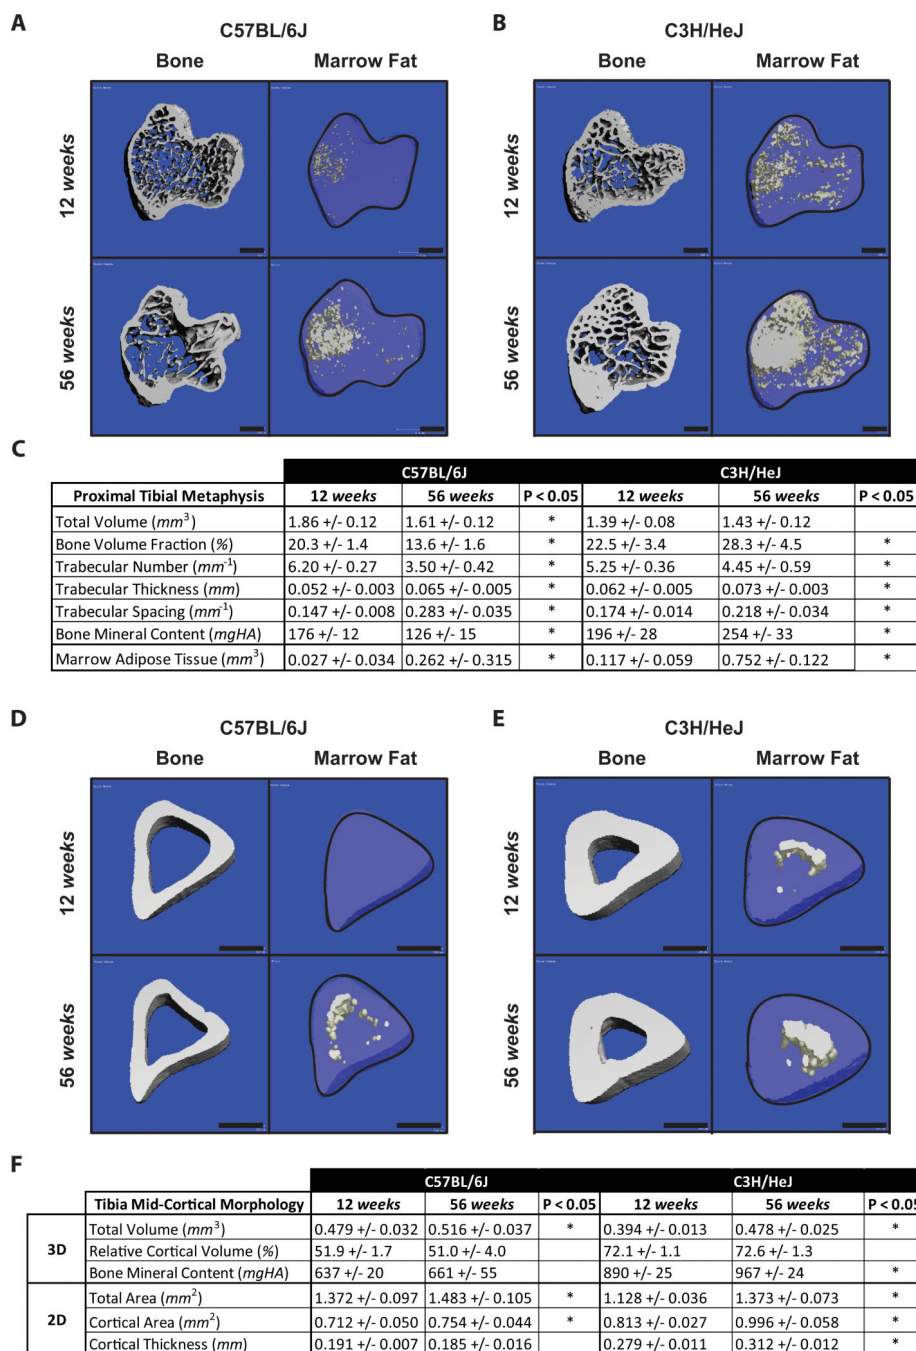 A
C57BL/6J
Bone
Marrow Fat
12 weeks
56 weeks
B
C3H/HeJ
Bone
Marrow Fat
12 weeks
56 weeks
C
C57BL/6J C3H/HeJ
Proximal Tibial Metaphysis 12 weeks 56 weeks P < 0.05 12 weeks 56 weeks P < 0.05
Total Volume (mm³) 1.86 +/- 0.12 1.61 +/- 0.12 * 1.39 +/- 0.08 1.43 +/- 0.12
Bone Volume Fraction (%) 20.3 +/- 1.4 13.6 +/- 1.6 * 22.5 +/- 3.4 28.3 +/- 4.5 *
Trabecular Number (mm⁻¹) 6.20 +/- 0.27 3.50 +/- 0.42 * 5.25 +/- 0.36 4.45 +/- 0.59 *
Trabecular Thickness (mm) 0.052 +/- 0.003 0.065 +/- 0.005 * 0.062 +/- 0.005 0.073 +/- 0.003 *
Trabecular Spacing (mm⁻¹) 0.147 +/- 0.008 0.283 +/- 0.035 * 0.174 +/- 0.014 0.218 +/- 0.034 *
Bone Mineral Content (mgHA) 176 +/- 12 126 +/- 15 * 196 +/- 28 254 +/- 33 *
Marrow Adipose Tissue (mm³) 0.027 +/- 0.034 0.262 +/- 0.315 * 0.117 +/- 0.059 0.752 +/- 0.122 *
D
C57BL/6J
Bone
Marrow Fat
12 weeks
56 weeks
E
C3H/HeJ
Bone
Marrow Fat
12 weeks
56 weeks
F
C57BL/6J C3H/HeJ
Tibia Mid-Cortical Morphology 12 weeks 56 weeks P < 0.05 12 weeks 56 weeks P < 0.05
3D
Total Volume (mm³) 0.479 +/- 0.032 0.516 +/- 0.037 * 0.394 +/- 0.013 0.478 +/- 0.025 *
Relative Cortical Volume (%) 51.9 +/- 1.7 51.0 +/- 4.0 72.1 +/- 1.1 72.6 +/- 1.3
Bone Mineral Content (mgHA) 637 +/- 20 661 +/- 55 890 +/- 25 967 +/- 24 *
2D
Total Area (mm²) 1.372 +/- 0.097 1.483 +/- 0.105 * 1.128 +/- 0.036 1.373 +/- 0.073 *
Cortical Area (mm²) 0.712 +/- 0.050 0.754 +/- 0.044 * 0.813 +/- 0.027 0.996 +/- 0.058 *
Cortical Thickness (mm) 0.191 +/- 0.007 0.185 +/- 0.016 0.279 +/- 0.011 0.312 +/- 0.012 *